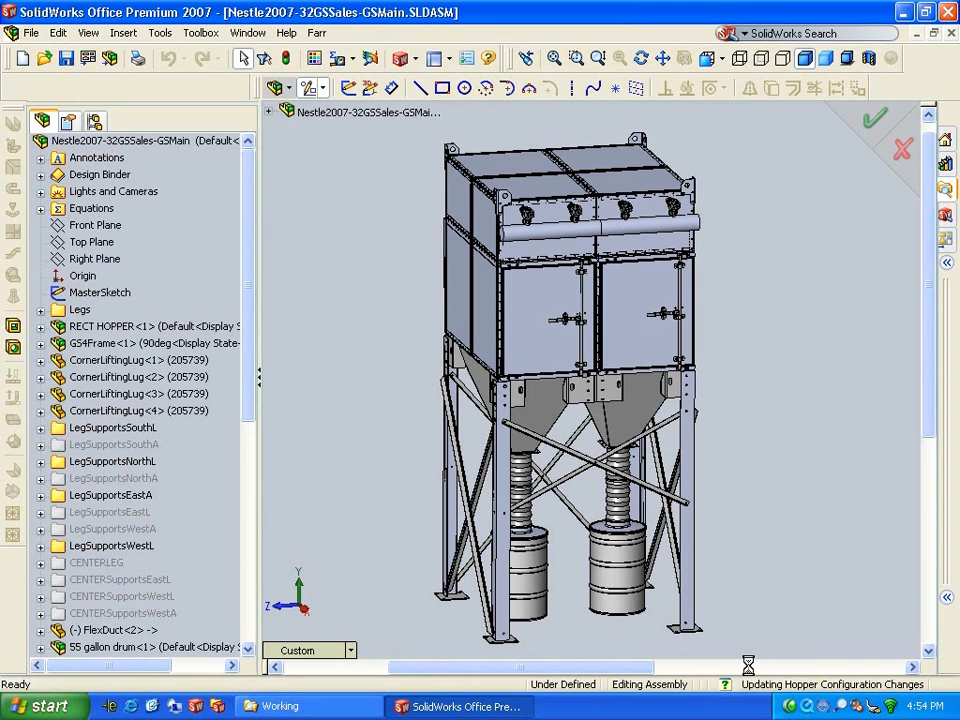 SolidWorks Office Premium 2007 - [Nestle2007-32GSSales-GSMain.SLDASM]
File Edit View Insert Tools Toolbox Window Help Farr
SolidWorks Search
Nestle2007-32GSSales-GSMai...
Nestle2007-32GSSales-GSMain (Default<
Annotations
Design Binder
Lights and Cameras
Equations
Front Plane
Top Plane
Right Plane
Origin
MasterSketch
Legs
RECT HOPPER<1> (Default<Display S
GS4Frame<1> (90deg<Display State-
CornerLiftingLug<1> (205739)
CornerLiftingLug<2> (205739)
CornerLiftingLug<3> (205739)
CornerLiftingLug<4> (205739)
LegSupportsSouthL
LegSupportsSouthA
LegSupportsNorthL
LegSupportsNorthA
LegSupportsEastA
LegSupportsEastL
LegSupportsWestA
LegSupportsWestL
CENTERLEG
CENTERSupportsEastL
CENTERSupportsWestL
CENTERSupportsWestA
(-) FlexDuct<2> ->
55 gallon drum<1> (Default<Display S
Y
Z
Custom
Ready
Under Defined
Editing Assembly
Updating Hopper Configuration Changes
start
Working
SolidWorks Office Pre...
4:54 PM